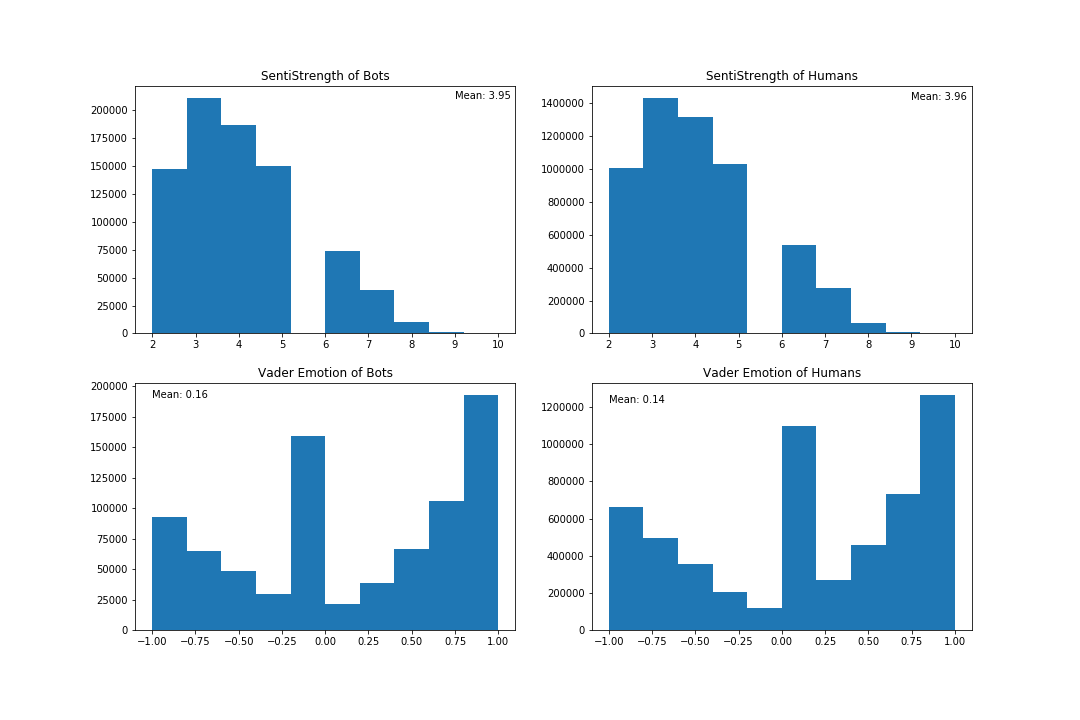 SentiStrength of Bots
Mean: 3.95
200000
175000
150000
125000
100000
75000
50000
25000
0
2 3 4 5 6 7 8 9 10
SentiStrength of Humans
Mean: 3.96
1400000
1200000
1000000
800000
600000
400000
200000
0
2 3 4 5 6 7 8 9 10
Vader Emotion of Bots
Mean: 0.16
200000
175000
150000
125000
100000
75000
50000
25000
0
−1.00 −0.75 −0.50 −0.25 0.00 0.25 0.50 0.75 1.00
Vader Emotion of Humans
Mean: 0.14
1200000
1000000
800000
600000
400000
200000
0
−1.00 −0.75 −0.50 −0.25 0.00 0.25 0.50 0.75 1.00